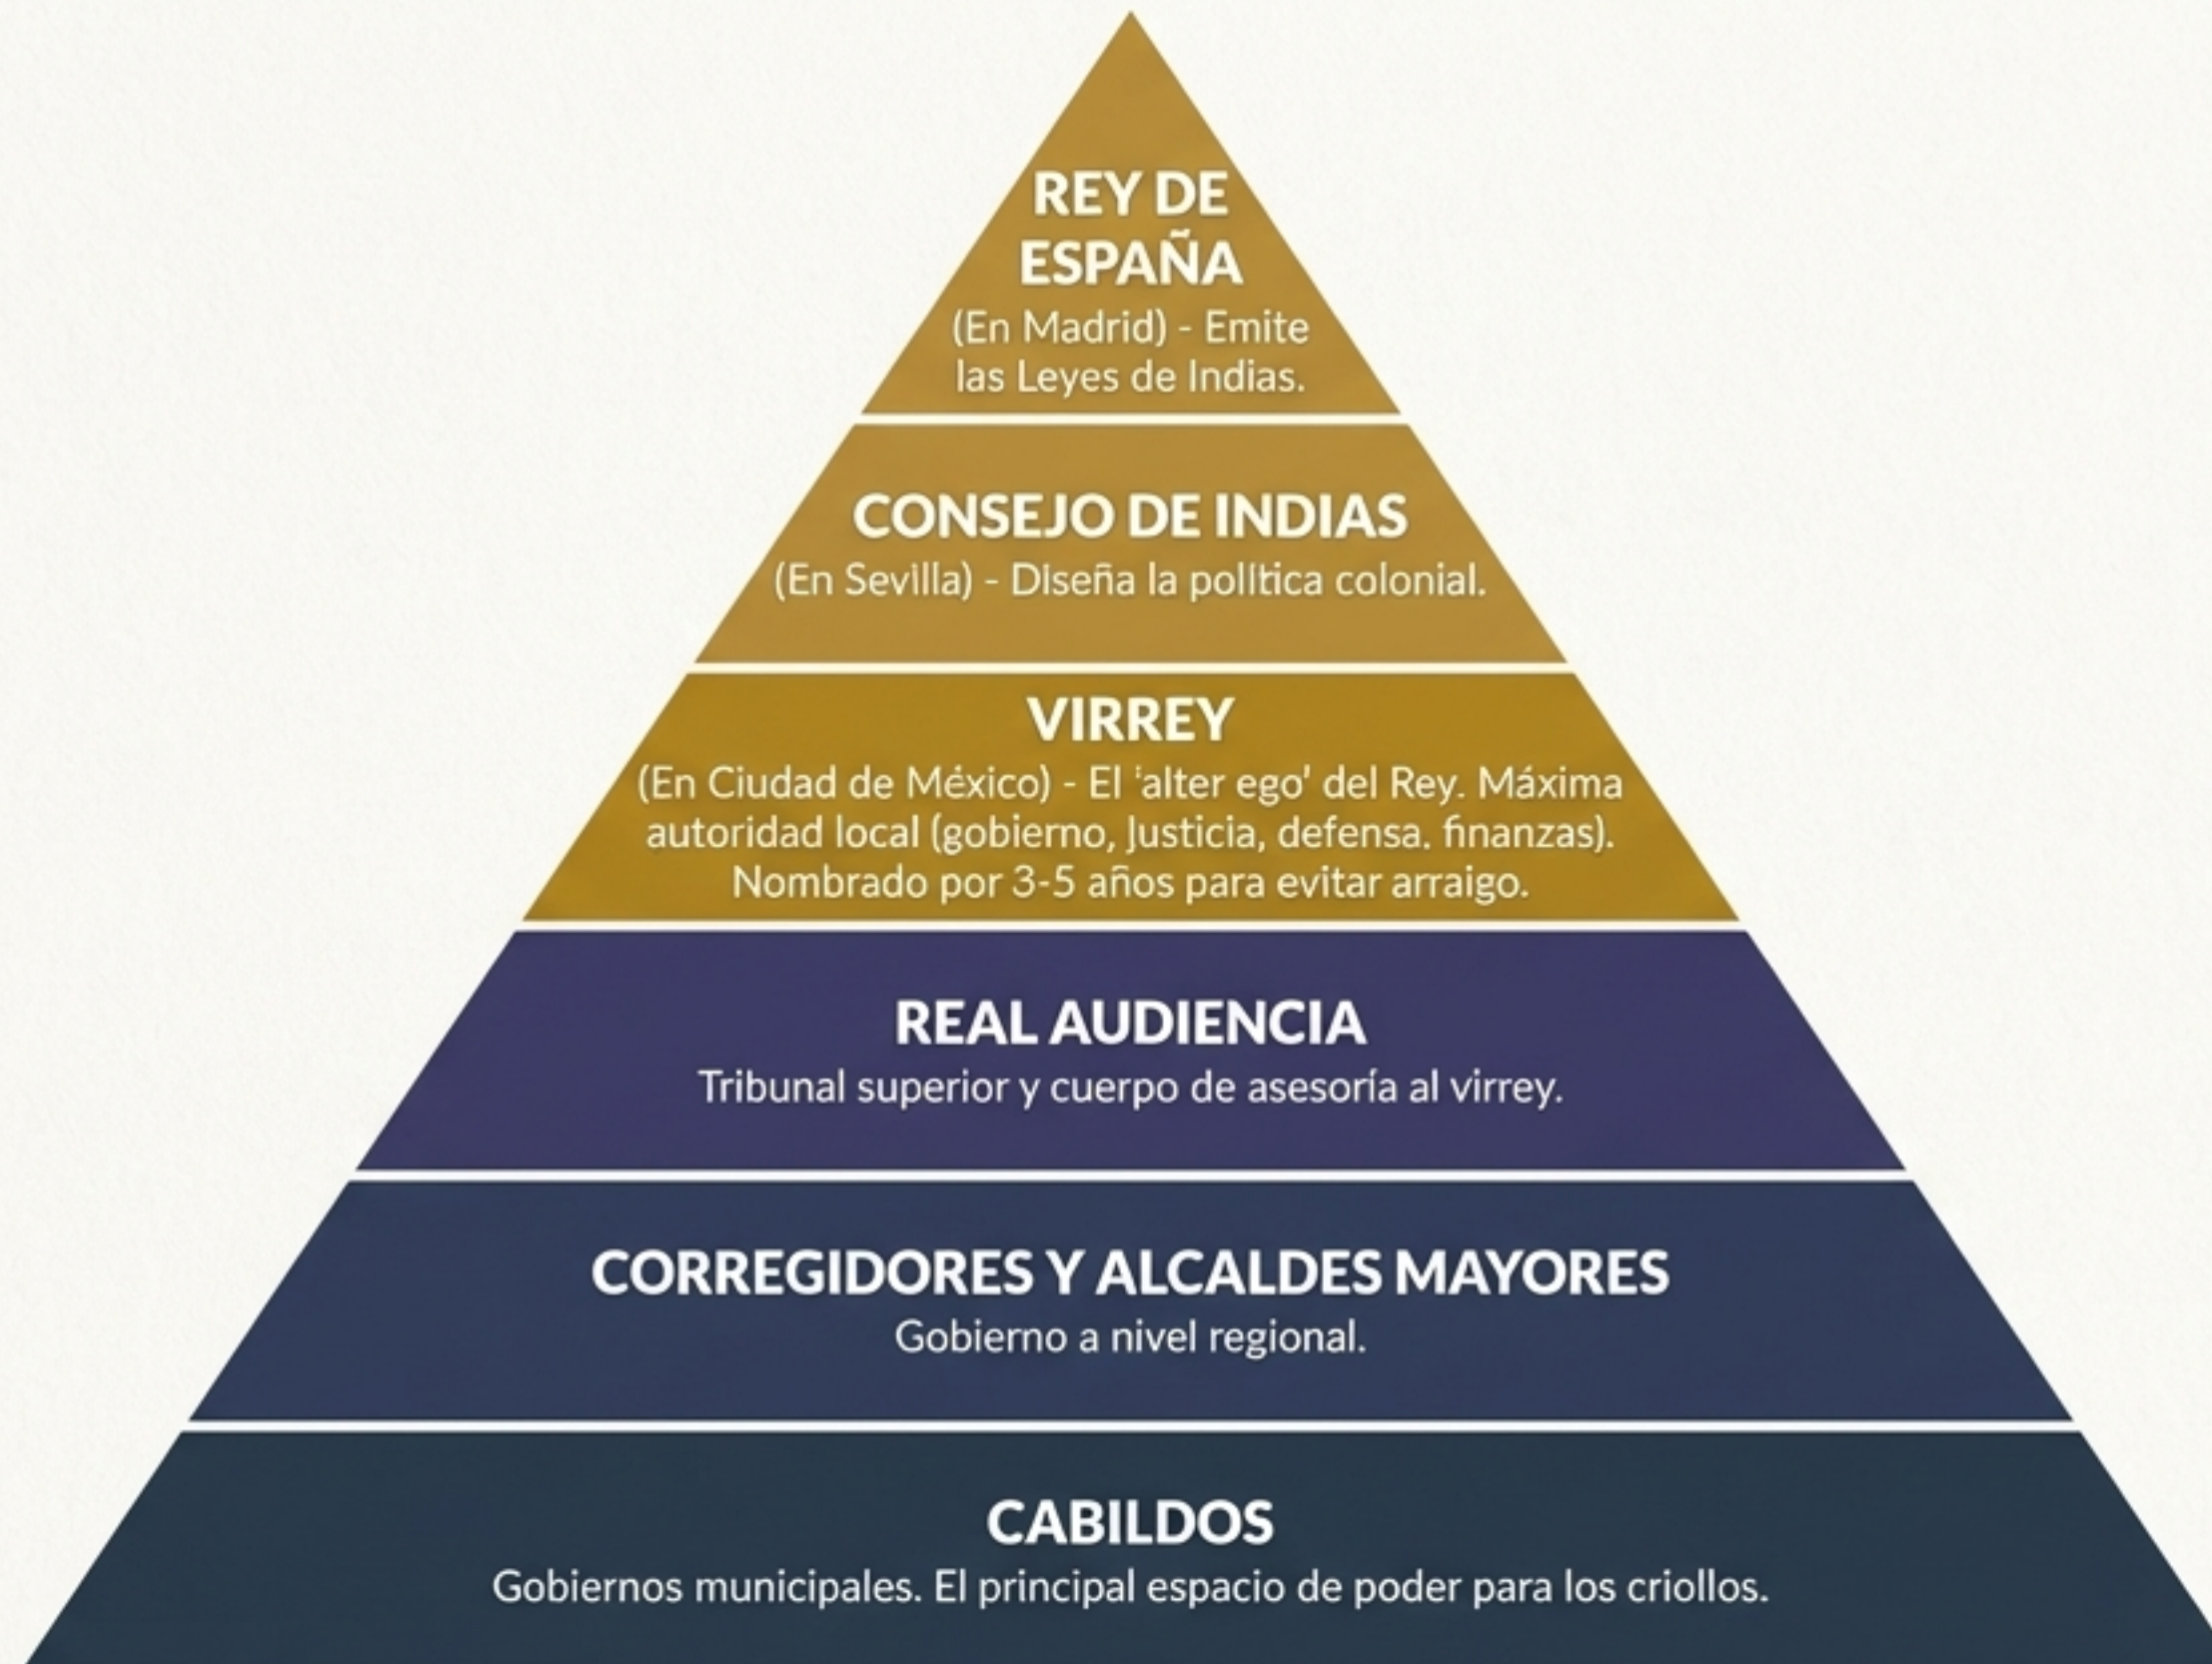 REY DE
ESPAÑA
(En Madrid) - Emite
las Leyes de Indias.
CONSEJO DE INDIAS
(En Sevilla) - Diseña la política colonial.
VIRREY
(En Ciudad de México) - El 'alter ego' del Rey. Máxima
autoridad local (gobierno, Justicia, defensa. finanzas).
Nombrado por 3-5 años para evitar arraigo.
REAL AUDIENCIA
Tribunal superior y cuerpo de asesoría al virrey.
CORREGIDORES Y ALCALDES MAYORES
Gobierno a nivel regional.
CABILDOS
Gobiernos municipales. El principal espacio de poder para los criollos.